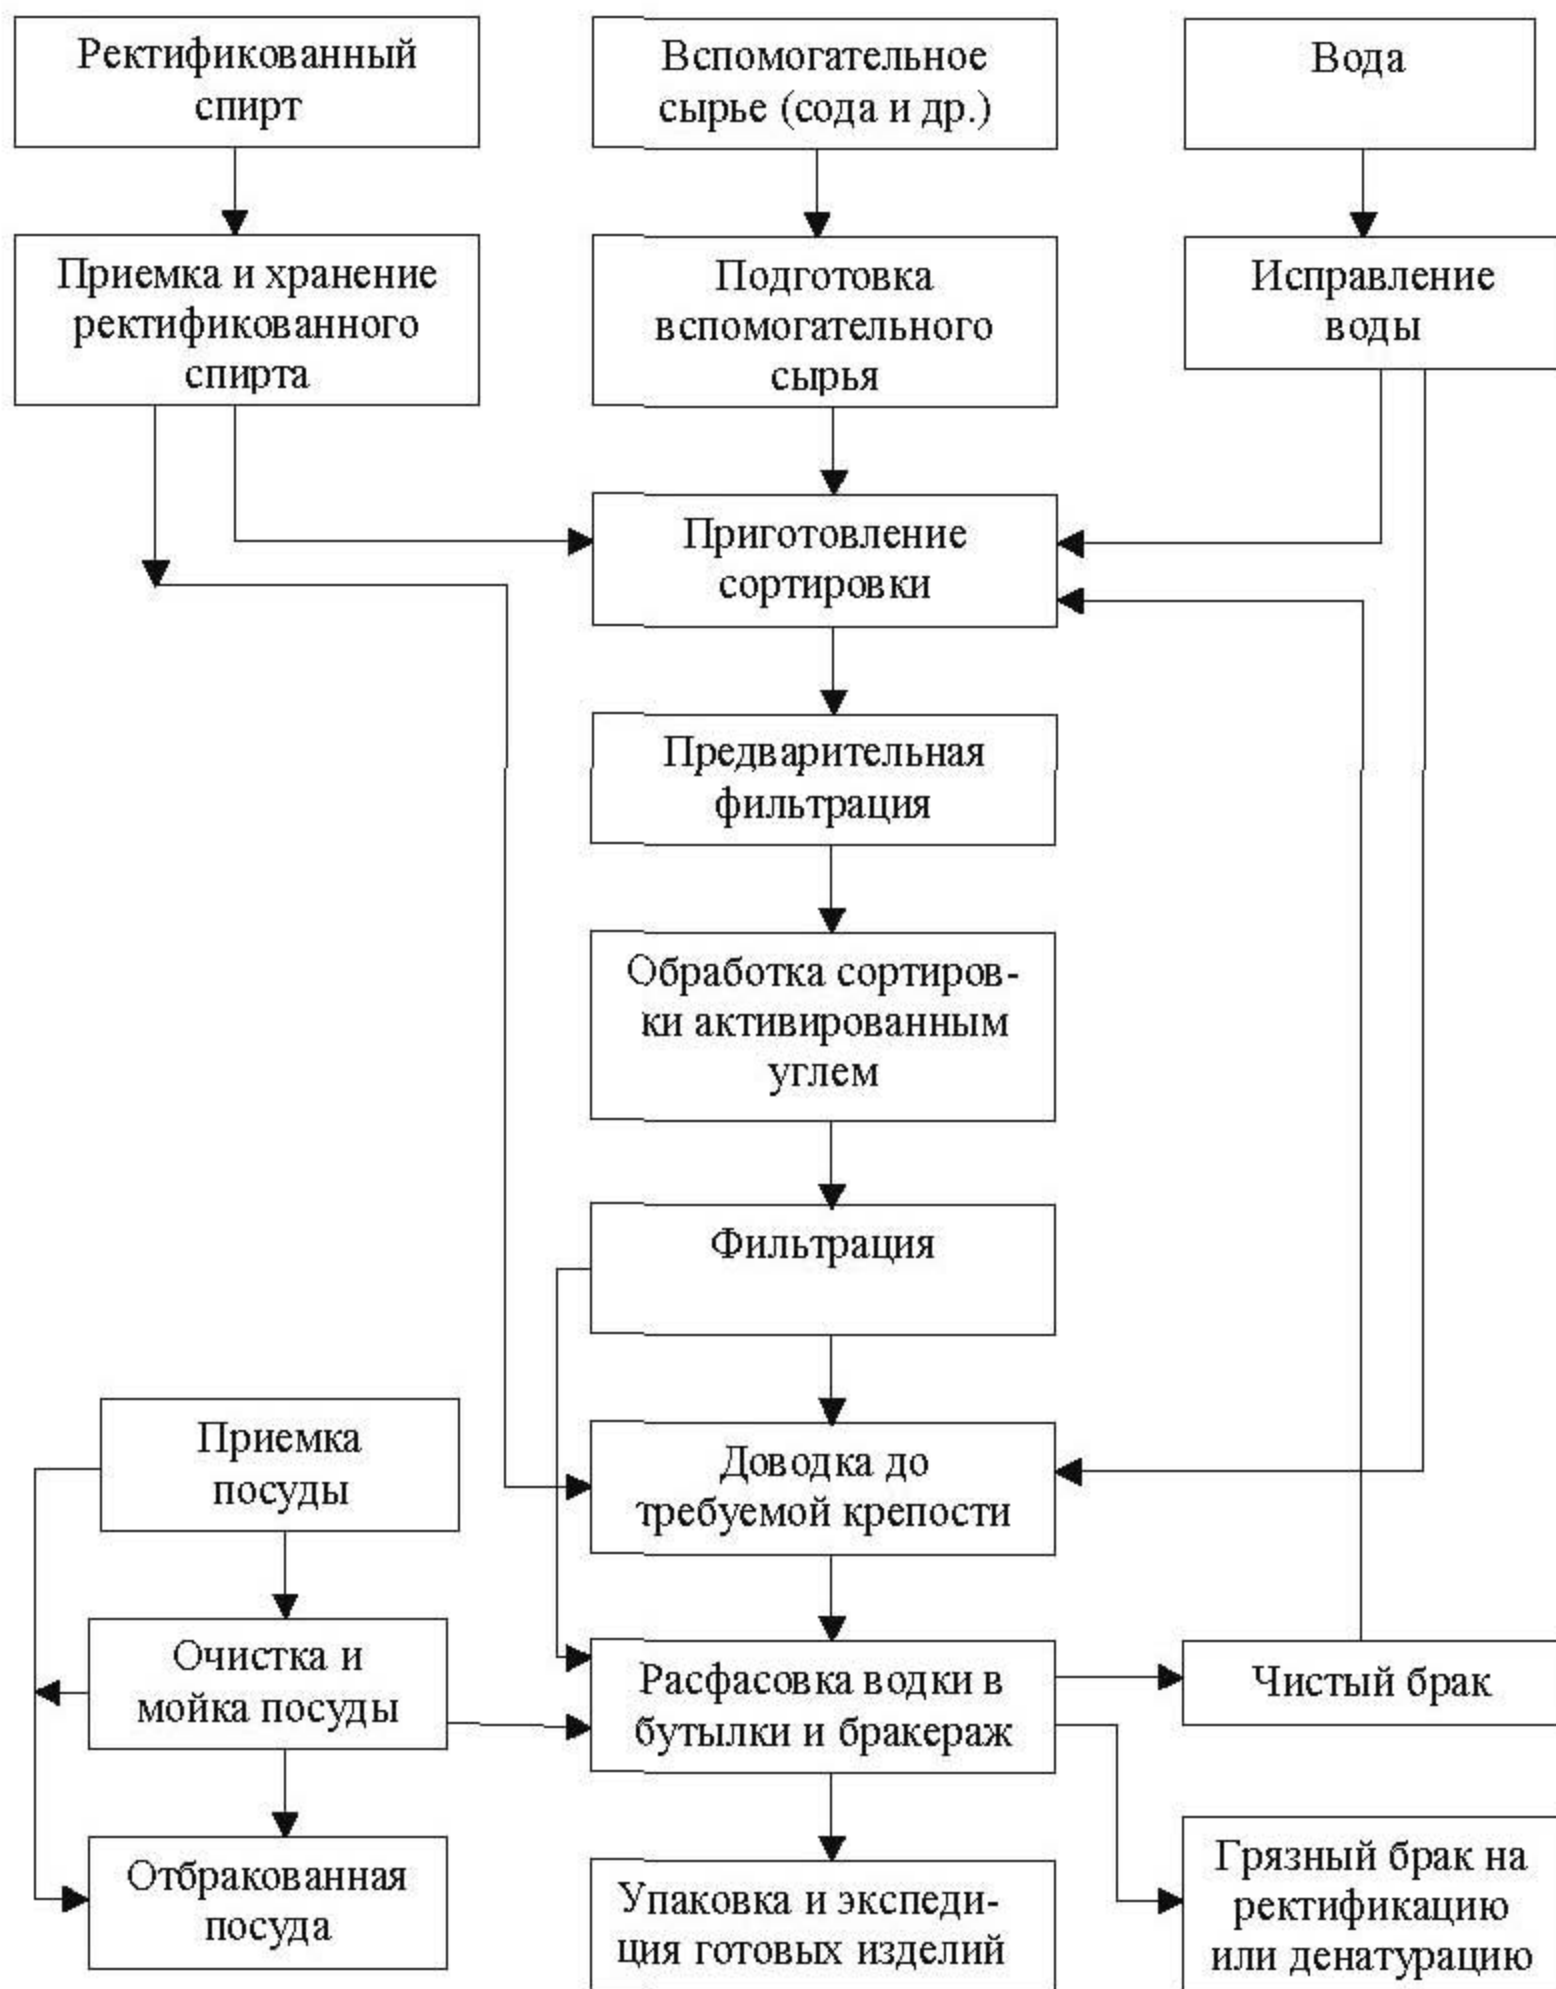 Ректификованный
спирт
Вспомогательное
сырье (сода и др.)
Вода
Приемка и хранение
ректификованного
спирта
Подготовка
вспомогательного
сырья
Исправление
воды
Приготовление
сортировки
Предварительная
фильтрация
Обработка сортиров-
ки активированным
углем
Фильтрация
Приемка
посуды
Доводка до
требуемой крепости
Очистка и
мойка посуды
Расфасовка водки в
бутылки и бракераж
Чистый брак
Отбракованная
посуда
Упаковка и экспеди-
ция готовых изделий
Грязный брак на
ректификацию
или денатурацию